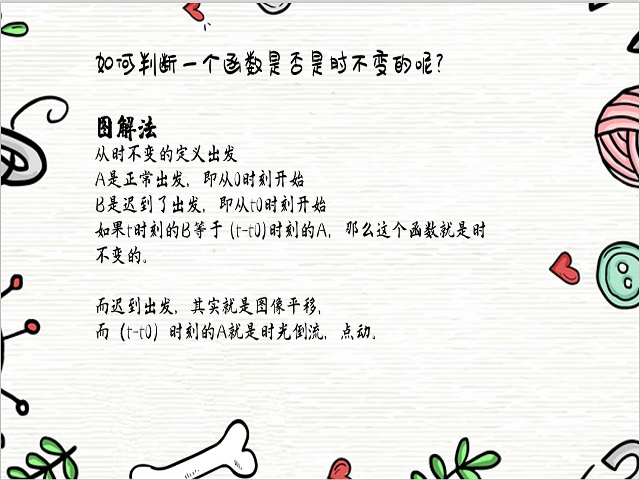 如何判断一个函数是否是时不变的呢?
图解法
从时不变的定义出发
A是正常出发，即从0时刻开始
B是迟到了出发，即从t0时刻开始
如果t时刻的B等于 (t-t0)时刻的A，那么这个函数就是时
不变的。
而迟到出发，其实就是图像平移，
而（t-t0）时刻的A就是时光倒流，点动。